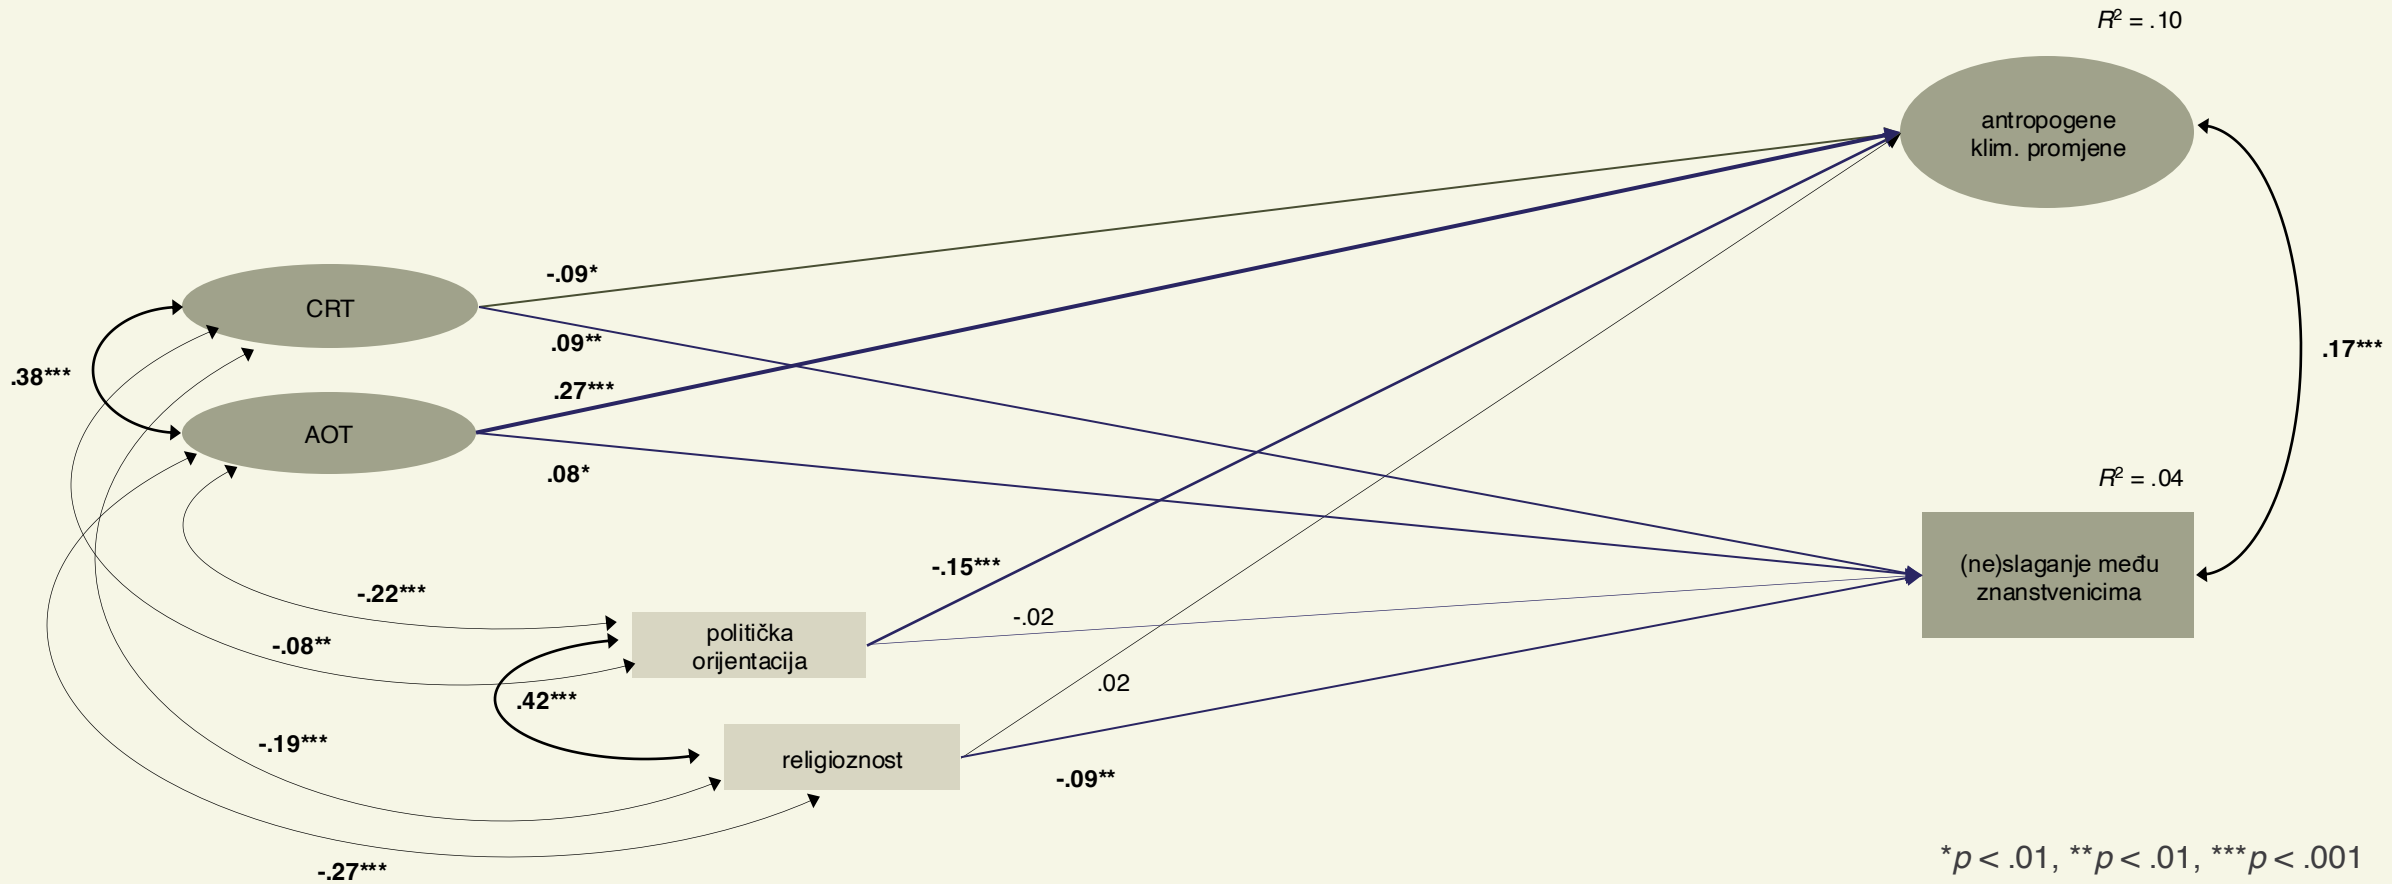 R² = .10
antropogene
klim. promjene
-.09*
CRT
.09**
.17***
.38***
.27***
AOT
.08*
R² = .04
-.15***
(ne)slaganje među
znanstvenicima
-.22***
-.02
politička
orijentacija
-.08**
.02
.42***
-.19***
religioznost
-.09**
*p < .01, **p < .01, ***p < .001
-.27***